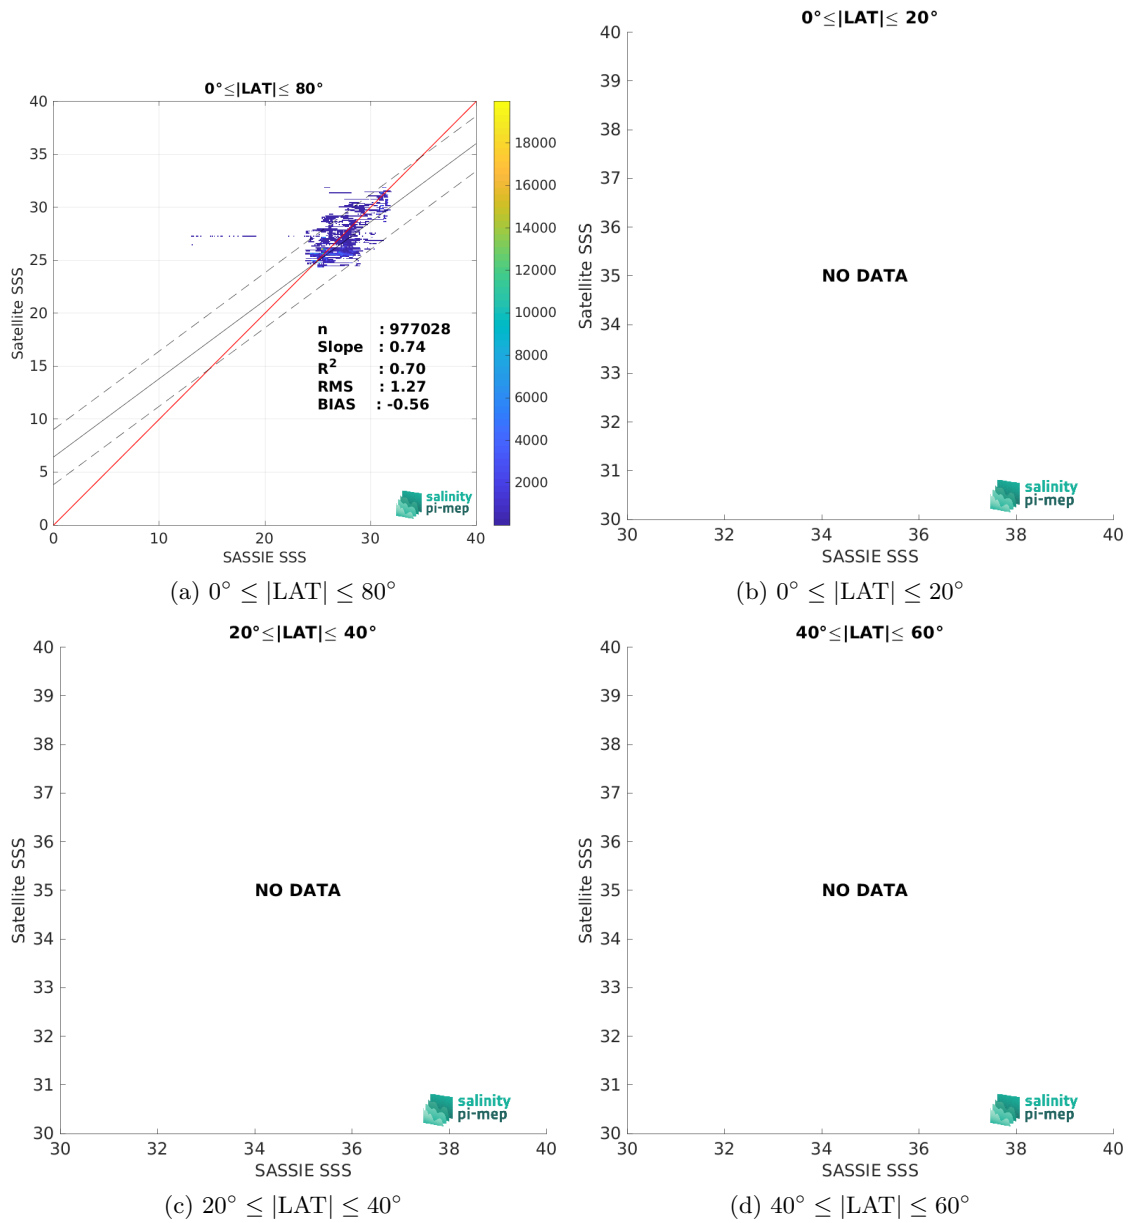 0°≤|LAT|≤ 80°
40
35
30
25
20
15
10
5
0
Satellite SSS
0 10 20 30 40
SASSIE SSS
18000
16000
14000
12000
10000
8000
6000
4000
2000
n : 977028
Slope : 0.74
R² : 0.70
RMS : 1.27
BIAS : -0.56
salinity
pi-mep
(a) 0° ≤ |LAT| ≤ 80°
0°≤|LAT|≤ 20°
40
39
38
37
36
35
34
33
32
31
30
Satellite SSS
NO DATA
salinity
pi-mep
30 32 34 36 38 40
SASSIE SSS
(b) 0° ≤ |LAT| ≤ 20°
20°≤|LAT|≤ 40°
40
39
38
37
36
35
34
33
32
31
30
Satellite SSS
NO DATA
salinity
pi-mep
30 32 34 36 38 40
SASSIE SSS
(c) 20° ≤ |LAT| ≤ 40°
40°≤|LAT|≤ 60°
40
39
38
37
36
35
34
33
32
31
30
Satellite SSS
NO DATA
salinity
pi-mep
30 32 34 36 38 40
SASSIE SSS
(d) 40° ≤ |LAT| ≤ 60°